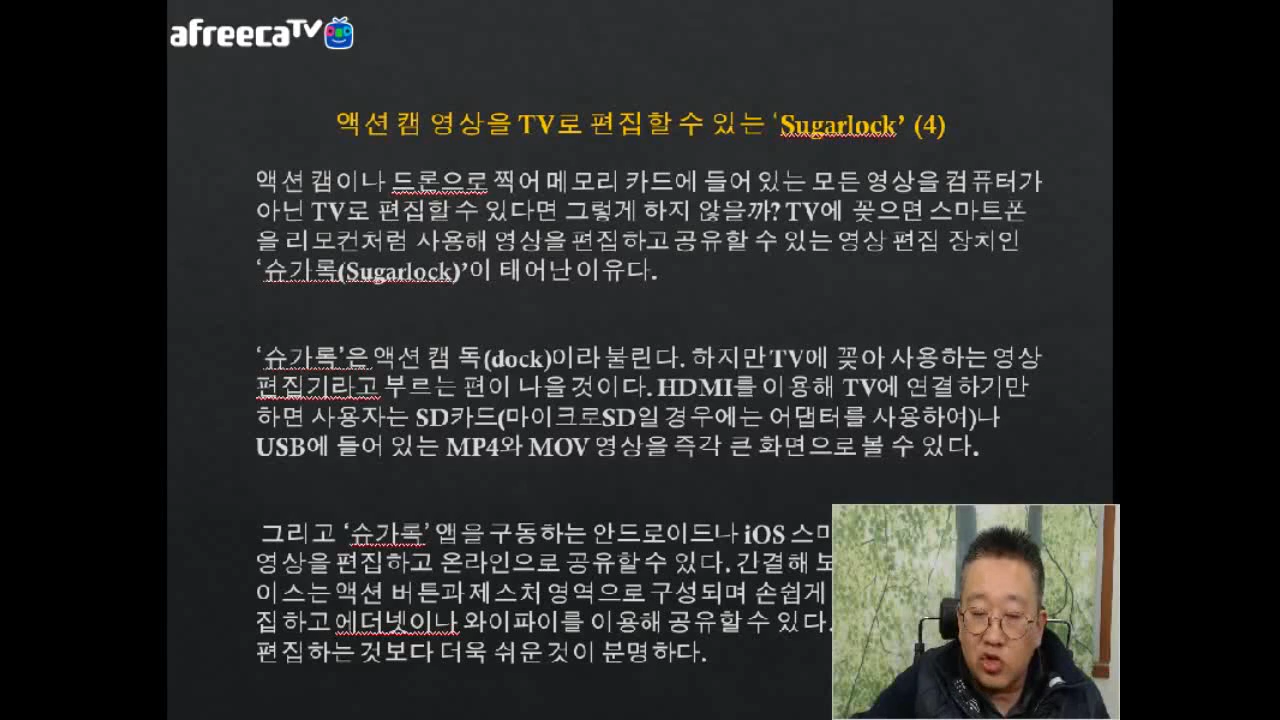 afreecaTV
액션 캠 영상을 TV로 편집할 수 있는 ‘Sugarlock’ (4)
액션 캠이나 드론으로 찍어 메모리 카드에 들어 있는 모든 영상을 컴퓨터가
아닌 TV로 편집할 수 있다면 그렇게 하지 않을까? TV에 꽂으면 스마트폰
을 리모컨처럼 사용해 영상을 편집하고 공유할 수 있는 영상 편집 장치인
‘슈가록(Sugarlock)’이 태어난 이유다.
‘슈가록’은 액션 캠 독(dock)이라 불린다. 하지만 TV에 꽂아 사용하는 영상
편집기라고 부르는 편이 나을 것이다. HDMI를 이용해 TV에 연결하기만
하면 사용자는 SD카드(마이크로SD일 경우에는 어댑터를 사용하여)나
USB에 들어 있는 MP4와 MOV 영상을 즉각 큰 화면으로 볼 수 있다.
그리고 ‘슈가록’ 앱을 구동하는 안드로이드나 iOS 스마
영상을 편집하고 온라인으로 공유할 수 있다. 간결해 보
이스는 액션 버튼과 제스처 영역으로 구성되며 손쉽게
집하고 에더넷이나 와이파이를 이용해 공유할 수 있다.
편집하는 것보다 더욱 쉬운 것이 분명하다.